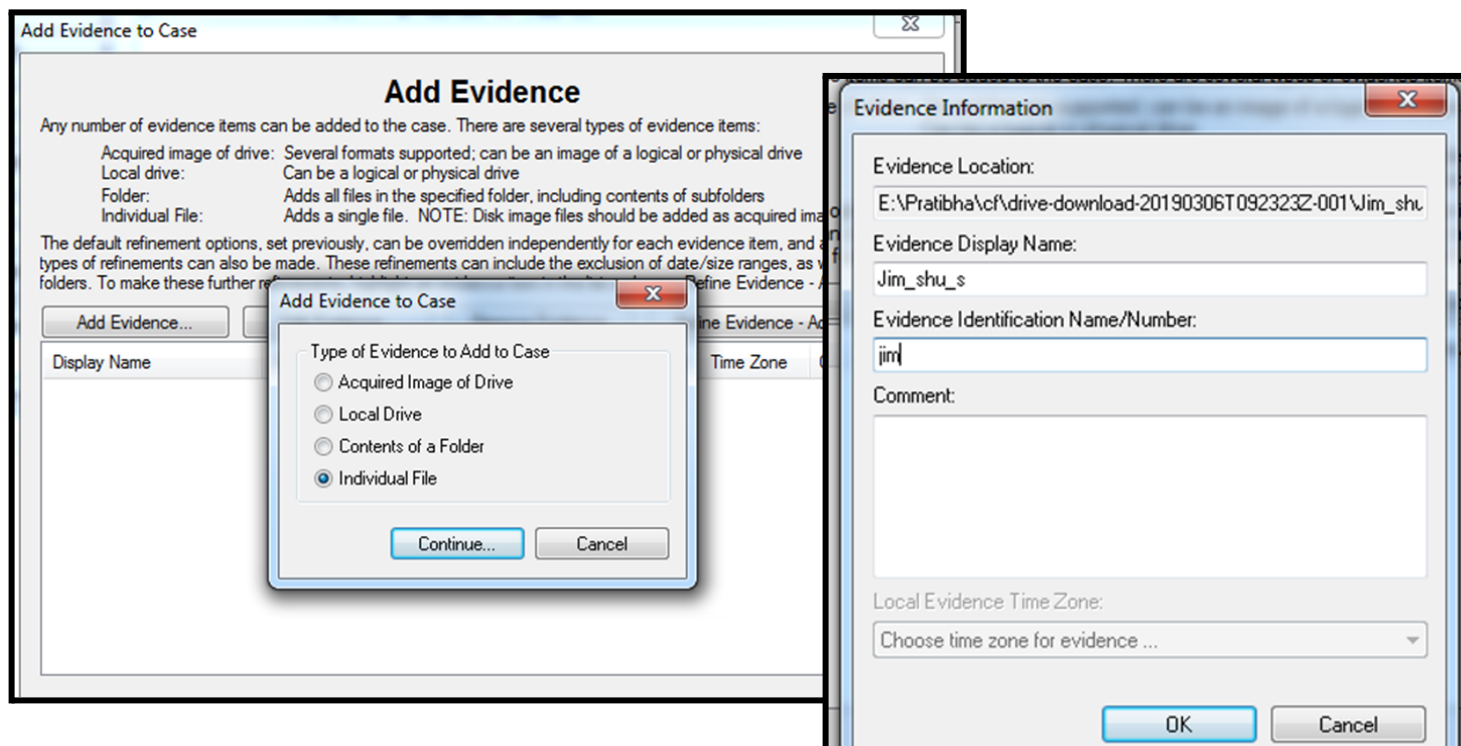 Add Evidence to Case
Add Evidence
Any number of evidence items can be added to the case. There are several types of evidence items:
Acquired image of drive: Several formats supported; can be an image of a logical or physical drive
Local drive: Can be a logical or physical drive
Folder: Adds all files in the specified folder, including contents of subfolders
Individual File: Adds a single file. NOTE: Disk image files should be added as acquired
The default refinement options, set previously, can be overridden independently for each evidence item, and
types of refinements can also be made. These refinements can include the exclusion of date/size ranges, as
folders. To make these further
Add Evidence...
Display Name
Time Zone
Add Evidence to Case
Type of Evidence to Add to Case
Acquired Image of Drive
Local Drive
Contents of a Folder
Individual File
Continue...
Cancel
Evidence Information
Evidence Location:
E:\Pratibha\cf\drive-download-20190306T092323Z-001\Jim_shu
Evidence Display Name:
Jim_shu_s
Evidence Identification Name/Number:
jim
Comment:
Local Evidence Time Zone:
Choose time zone for evidence ...
OK
Cancel